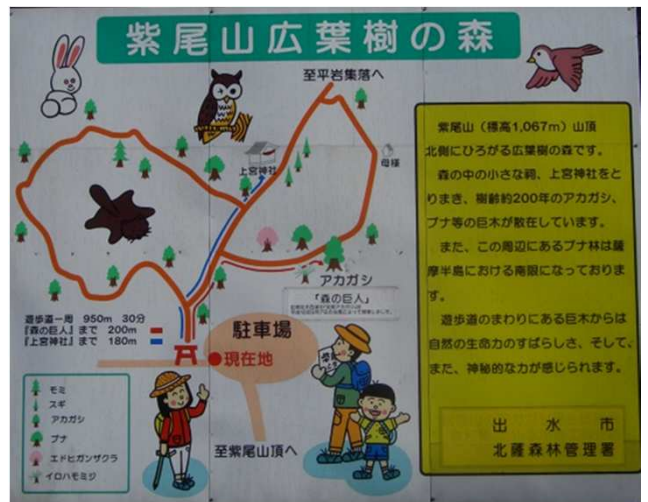 紫尾山広葉樹の森
至平岩集落へ
上宮神社
母様
アカガシ
「森の巨人」
遊歩道一周 950m 30分
『森の巨人』まで 200m
『上宮神社』まで 180m
駐車場
現在地
至紫尾山頂へ
モミ
スギ
アカガシ
ブナ
エドヒガンザクラ
イロハモミジ
紫尾山(標高1,067m)山頂
北側にひろがる広葉樹の森です。
森の中の小さな祠、上宮神社をと
りまき、樹齢約200年のアカガシ、
ブナ等の巨木が散在しています。
また、この周辺にあるブナ林は薩
摩半島における南限になっておりま
す。
遊歩道のまわりにある巨木からは
自然の生命力のすばらしさ、そして、
また、神秘的な力が感じられます。
出水市
北薩森林管理署